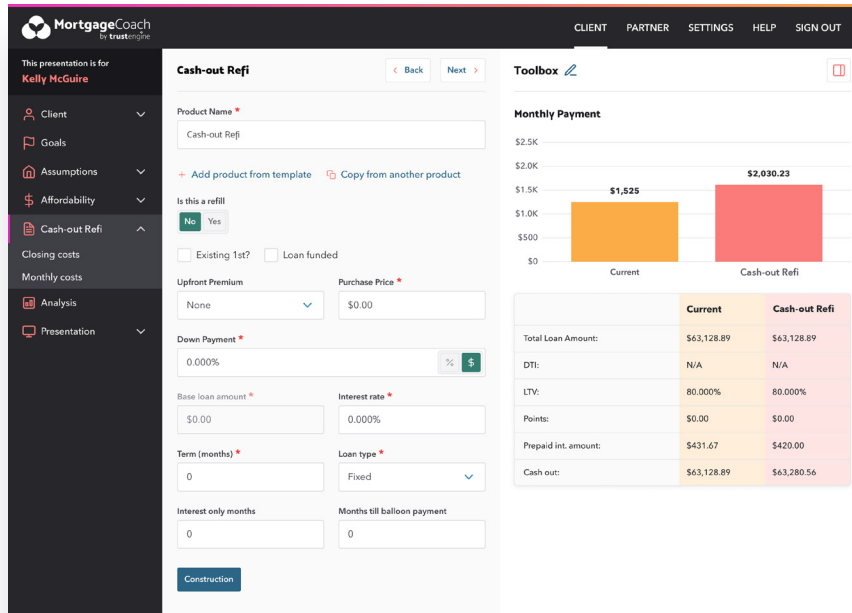 MortgageCoach
by trustengine
CLIENT PARTNER SETTINGS HELP SIGN OUT
This presentation is for
Kelly McGuire
Client
Goals
Assumptions
Affordability
Cash-out Refi
Closing costs
Monthly costs
Analysis
Presentation
Cash-out Refi
Back Next
Product Name *
Cash-out Refi
+ Add product from template Copy from another product
Is this a refill
No Yes
Existing 1st? Loan funded
Upfront Premium Purchase Price *
None $0.00
Down Payment *
0.000% % $
Base loan amount * Interest rate *
$0.00 0.000%
Term (months) * Loan type *
0 Fixed
Interest only months Months till balloon payment
0 0
Construction
Toolbox
Monthly Payment
$2.5K
$2.0K
$1.5K
$1.0K
$500
$0
$1,525 $2,030.23
Current Cash-out Refi
Current Cash-out Refi
Total Loan Amount: $63,128.89 $63,128.89
DTI: N/A N/A
LTV: 80.000% 80.000%
Points: $0.00 $0.00
Prepaid int. amount: $431.67 $420.00
Cash out: $63,128.89 $63,280.56